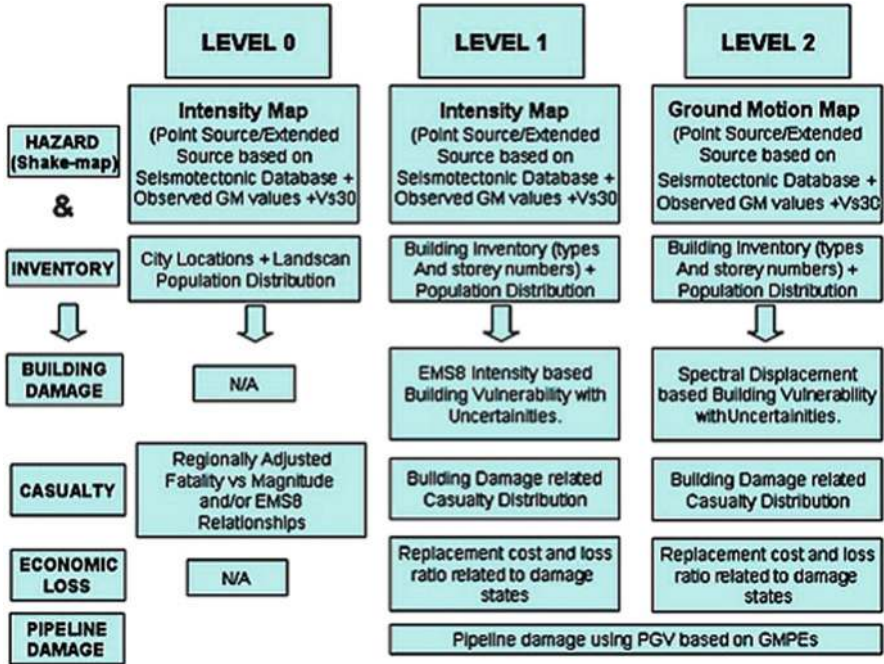 LEVEL 0
LEVEL 1
LEVEL 2
HAZARD
(Shake-map)
&
Intensity Map
(Point Source/Extended
Source based on
Seismotectonic Database +
Observed GM values +Vs30
Intensity Map
(Point Source/Extended
Source based on
Seismotectonic Database +
Observed GM values +Vs30
Ground Motion Map
(Point Source/Extended
Source based on
Seismotectonic Database +
Observed GM values +Vs30
INVENTORY
City Locations + Landscan
Population Distribution
Building Inventory (types
And storey numbers) +
Population Distribution
Building Inventory (types
And storey numbers) +
Population Distribution
BUILDING
DAMAGE
N/A
EMS8 Intensity based
Building Vulnerability with
Uncertainities.
Spectral Displacement
based Building Vulnerability
withUncertainities.
CASUALTY
Regionally Adjusted
Fatality vs Magnitude
and/or EMS8
Relationships
Building Damage related
Casualty Distribution
Building Damage related
Casualty Distribution
ECONOMIC
LOSS
N/A
Replacement cost and loss
ratio related to damage
states
Replacement cost and loss
ratio related to damage
states
PIPELINE
DAMAGE
Pipeline damage using PGV based on GMPEs